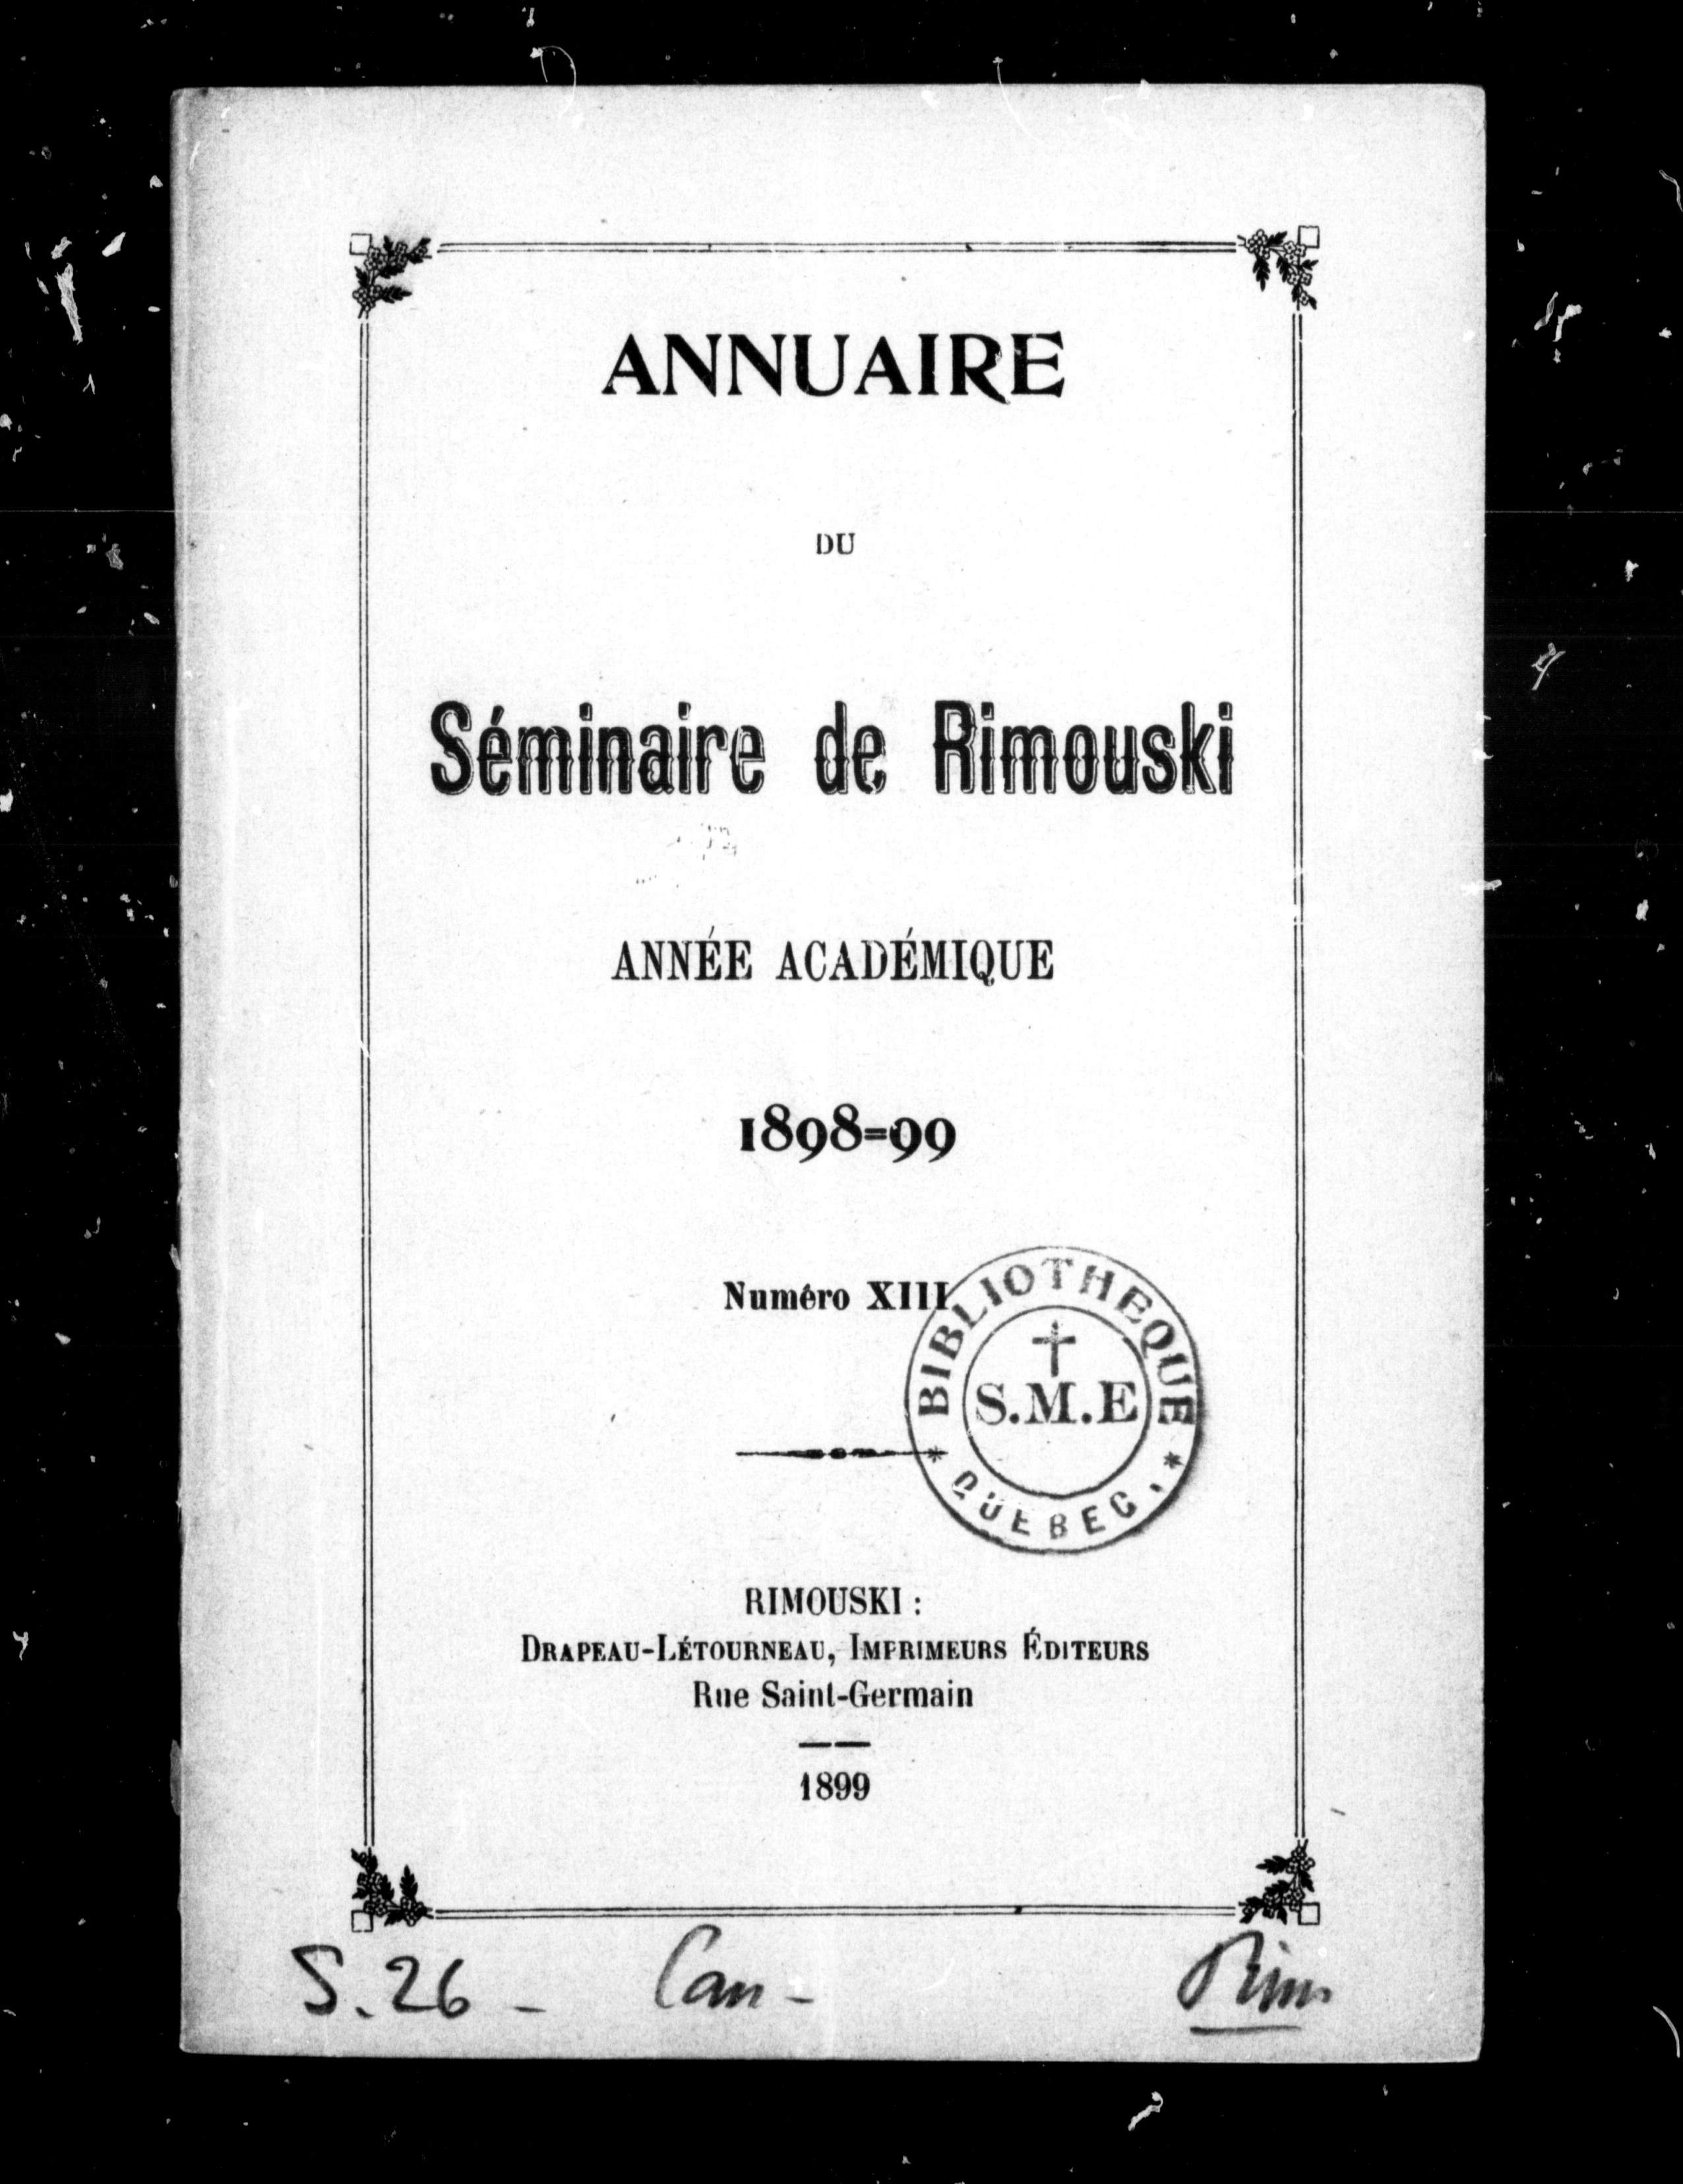 ANNUAIRE
DU
Séminaire de Rimouski
ANNÉE ACADÉMIQUE
1898=99
Numéro XIII
BIBLIOTHEQUE
S.M.E
* QUEBEC. *
RIMOUSKI :
DRAPEAU-LÉTOURNEAU, IMPRIMEURS ÉDITEURS
Rue Saint-Germain
1899
S. 26 - Can - Rim.